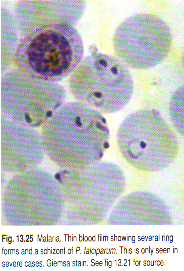 Fig. 13.25 Malaria. Thin blood film showing several ring
forms and a schizont of P. falciparum. This is only seen in
severe cases. Giemsa stain. See fig 13.21 for source.